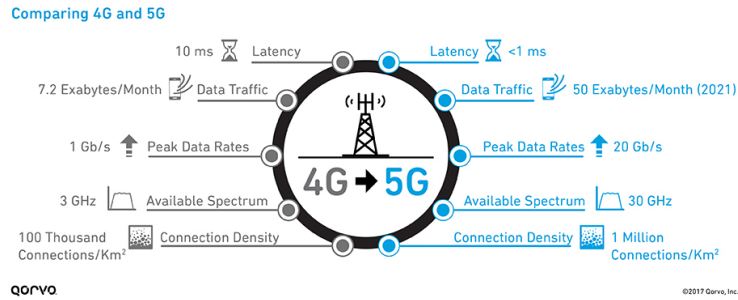 Comparing 4G and 5G
10 ms Latency
Latency <1 ms
7.2 Exabytes/Month Data Traffic
Data Traffic 50 Exabytes/Month (2021)
1 Gb/s Peak Data Rates
Peak Data Rates 20 Gb/s
4G 5G
3 GHz Available Spectrum
Available Spectrum 30 GHz
100 Thousand
Connections/Km²
Connection Density
Connection Density
1 Million
Connections/Km²
QORVO
©2017 Qorvo, Inc.